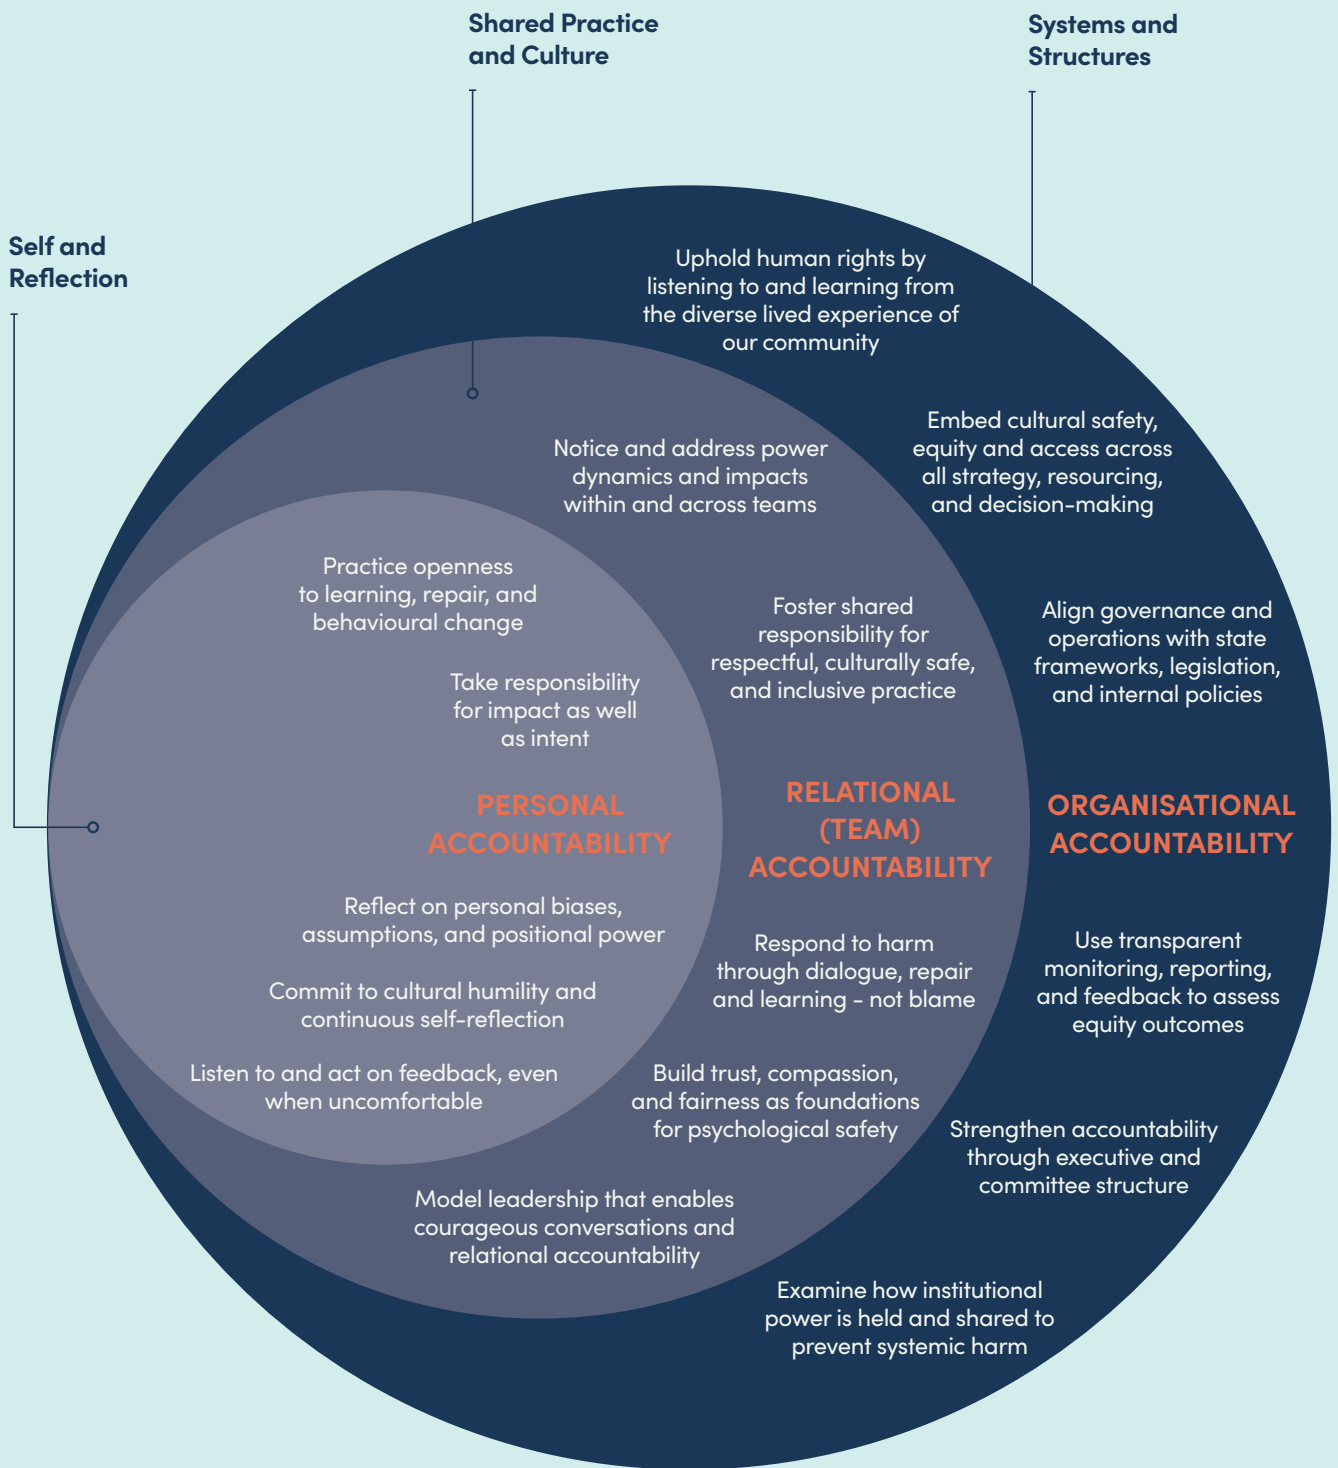 Shared Practice
and Culture
Systems and
Structures
Self and
Reflection
Uphold human rights by
listening to and learning from
the diverse lived experience of
our community
Embed cultural safety,
equity and access across
all strategy, resourcing,
and decision-making
Align governance and
operations with state
frameworks, legislation,
and internal policies
ORGANISATIONAL
ACCOUNTABILITY
Use transparent
monitoring, reporting,
and feedback to assess
equity outcomes
Strengthen accountability
through executive and
committee structure
Examine how institutional
power is held and shared to
prevent systemic harm
Notice and address power
dynamics and impacts
within and across teams
Foster shared
responsibility for
respectful, culturally safe,
and inclusive practice
RELATIONAL
(TEAM)
ACCOUNTABILITY
Respond to harm
through dialogue, repair
and learning - not blame
Build trust, compassion,
and fairness as foundations
for psychological safety
Model leadership that enables
courageous conversations and
relational accountability
Practice openness
to learning, repair, and
behavioural change
Take responsibility
for impact as well
as intent
PERSONAL
ACCOUNTABILITY
Reflect on personal biases,
assumptions, and positional power
Commit to cultural humility and
continuous self-reflection
Listen to and act on feedback, even
when uncomfortable